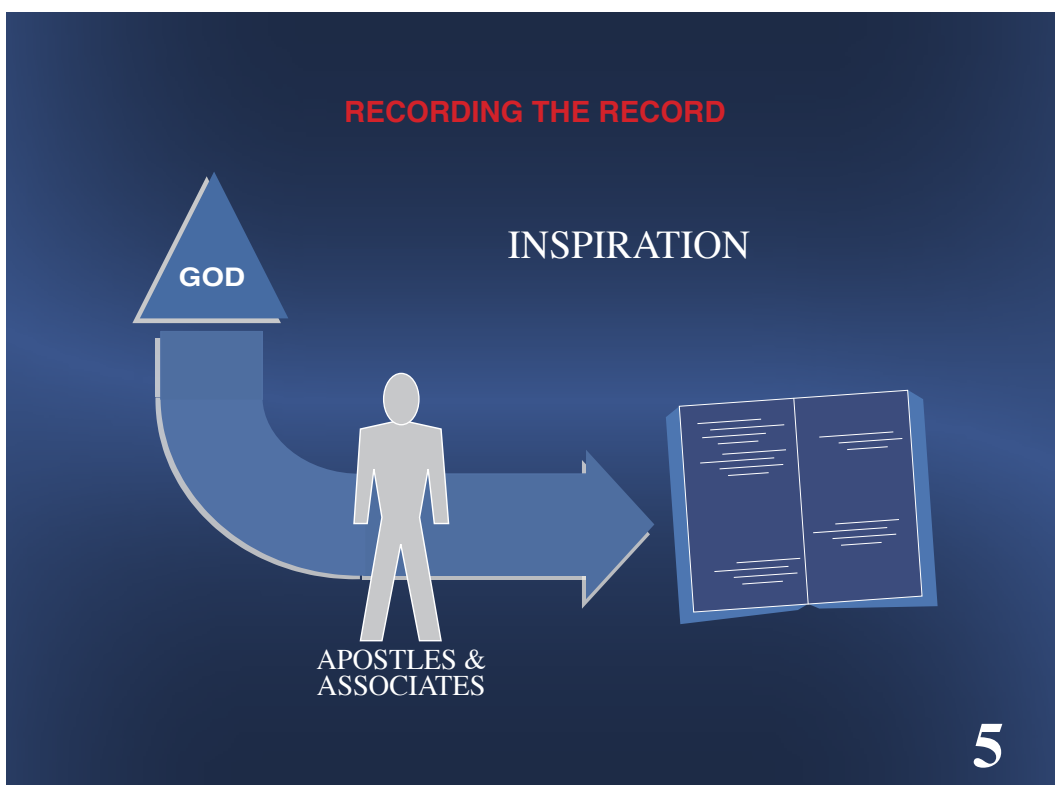 RECORDING THE RECORD
INSPIRATION
GOD
APOSTLES &
ASSOCIATES
5